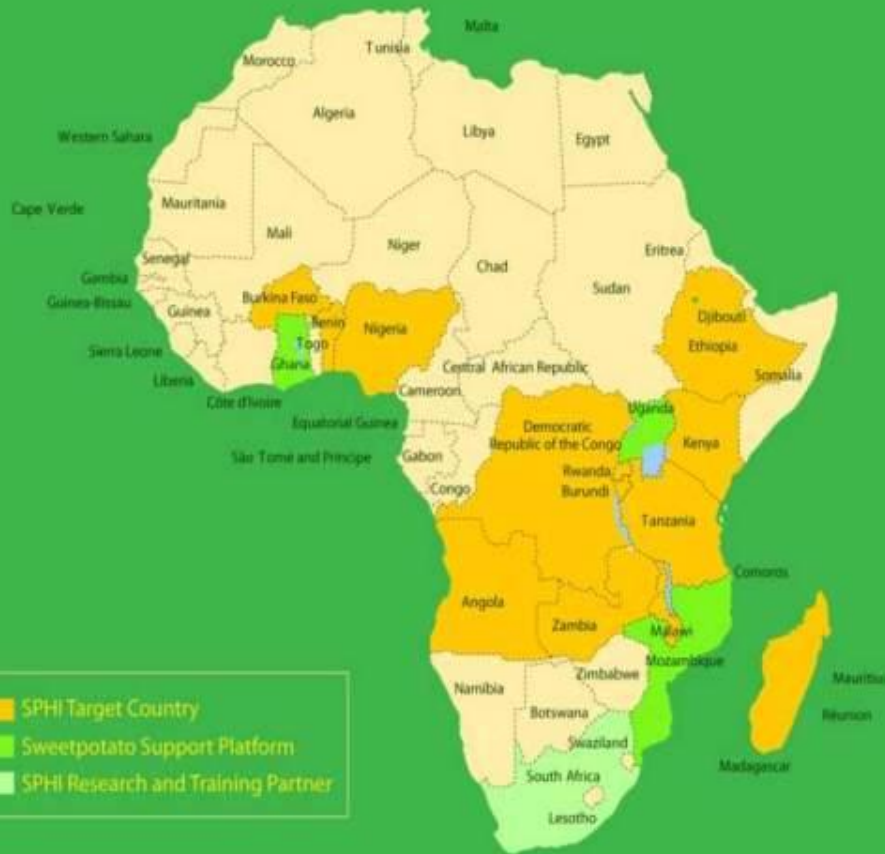 Malta
Tunisia
Morocco
Algeria
Libya
Egypt
Western Sahara
Cape Verde
Mauritania
Mali
Niger
Chad
Sudan
Eritrea
Senegal
Gambia
Guinea-Bissau
Guinea
Burkina Faso
Benin
Nigeria
Togo
Ghana
Djibouti
Ethiopia
Somalia
Sierra Leone
Liberia
Côte d'Ivoire
Central African Republic
Cameroon
Equatorial Guinea
São Tomé and Príncipe
Gabon
Congo
Democratic
Republic of the Congo
Uganda
Kenya
Rwanda
Burundi
Tanzania
Comoros
Angola
Zambia
Malawi
Mozambique
Zimbabwe
Namibia
Botswana
Swaziland
South Africa
Lesotho
Mauritius
Réunion
Madagascar
SPHI Target Country
Sweetpotato Support Platform
SPHI Research and Training Partner